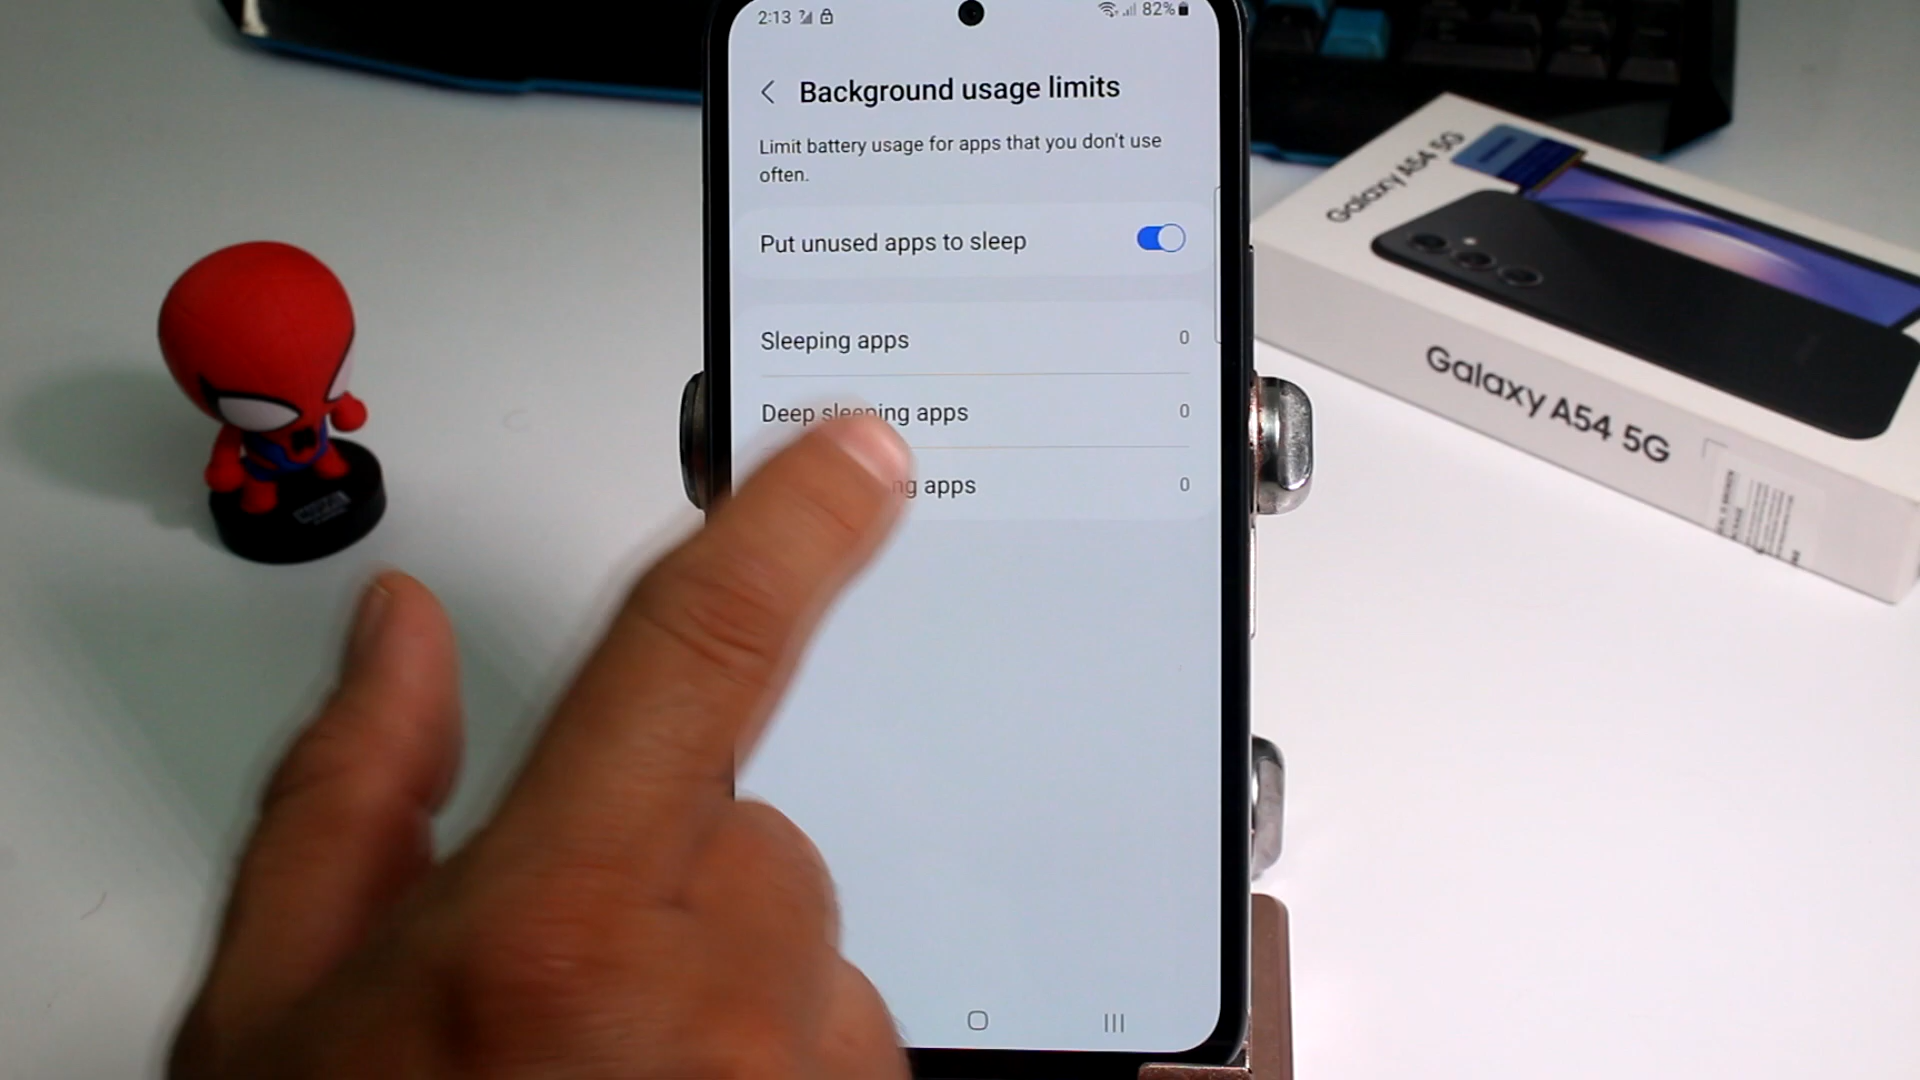 2:13
82%
Background usage limits
Limit battery usage for apps that you don't use
often.
Put unused apps to sleep
Sleeping apps 0
Deep sleeping apps 0
ng apps 0
Galaxy A54 5G
Galaxy A54 5G